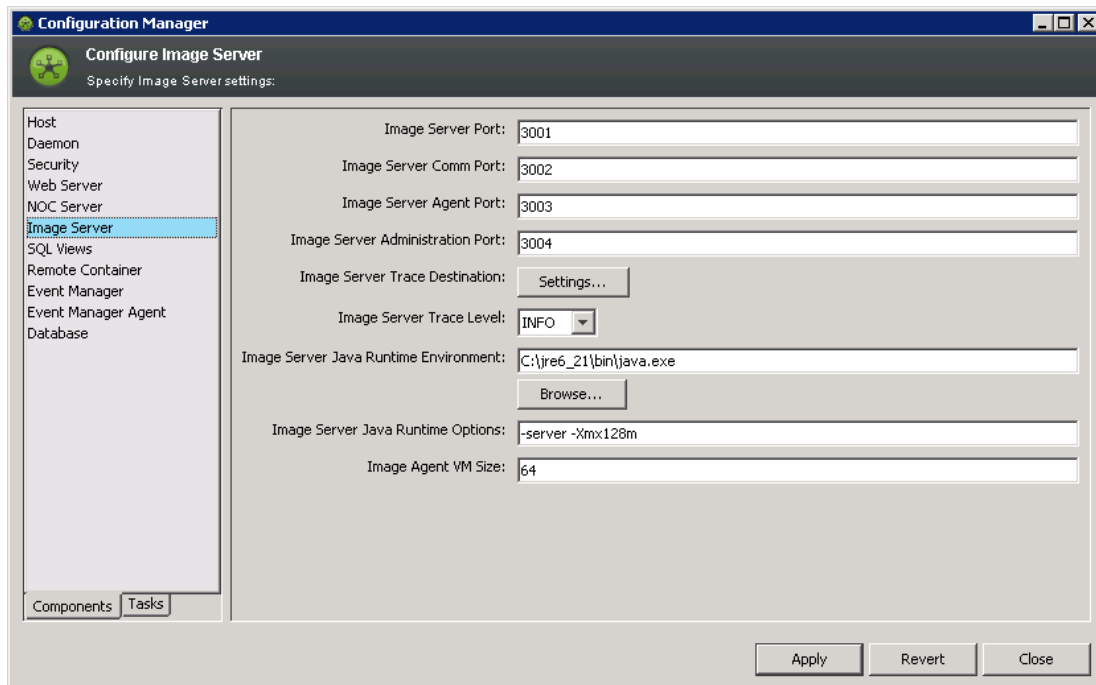 Configuration Manager
Configure Image Server
Specify Image Server settings:
Host
Daemon
Security
Web Server
NOC Server
Image Server
SQL Views
Remote Container
Event Manager
Event Manager Agent
Database
Components
Tasks
Image Server Port: 3001
Image Server Comm Port: 3002
Image Server Agent Port: 3003
Image Server Administration Port: 3004
Image Server Trace Destination: Settings...
Image Server Trace Level: INFO
Image Server Java Runtime Environment: C:\jre6_21\bin\java.exe
Browse...
Image Server Java Runtime Options: -server -Xmx128m
Image Agent VM Size: 64
Apply
Revert
Close